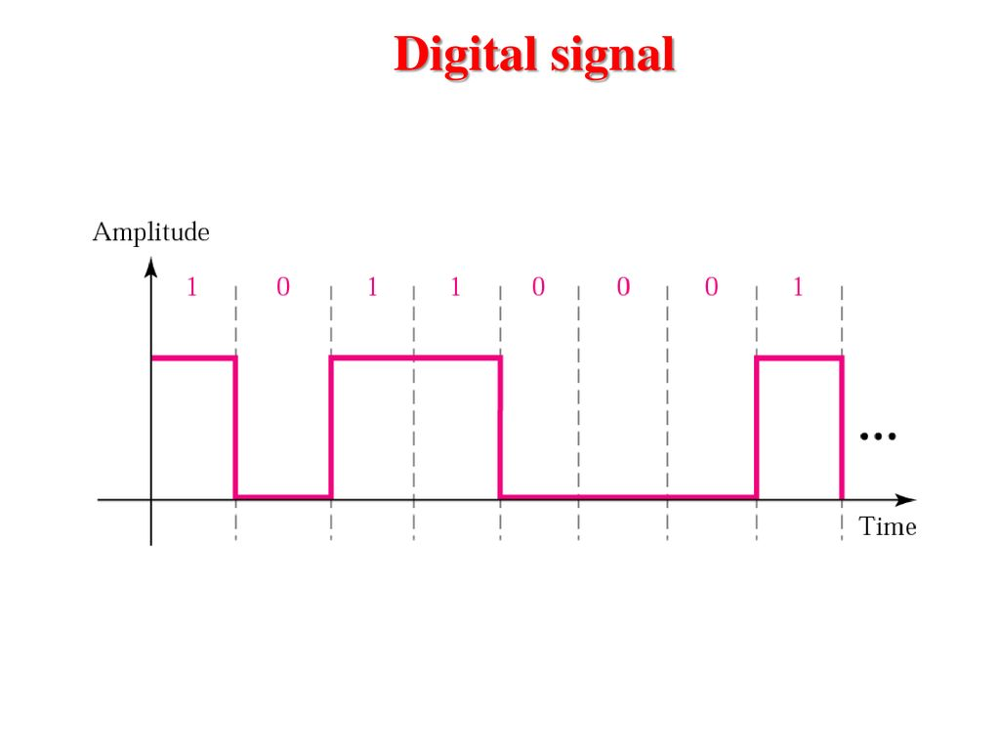 Digital signal
Amplitude
1 0 1 1 0 0 0 1
...
Time